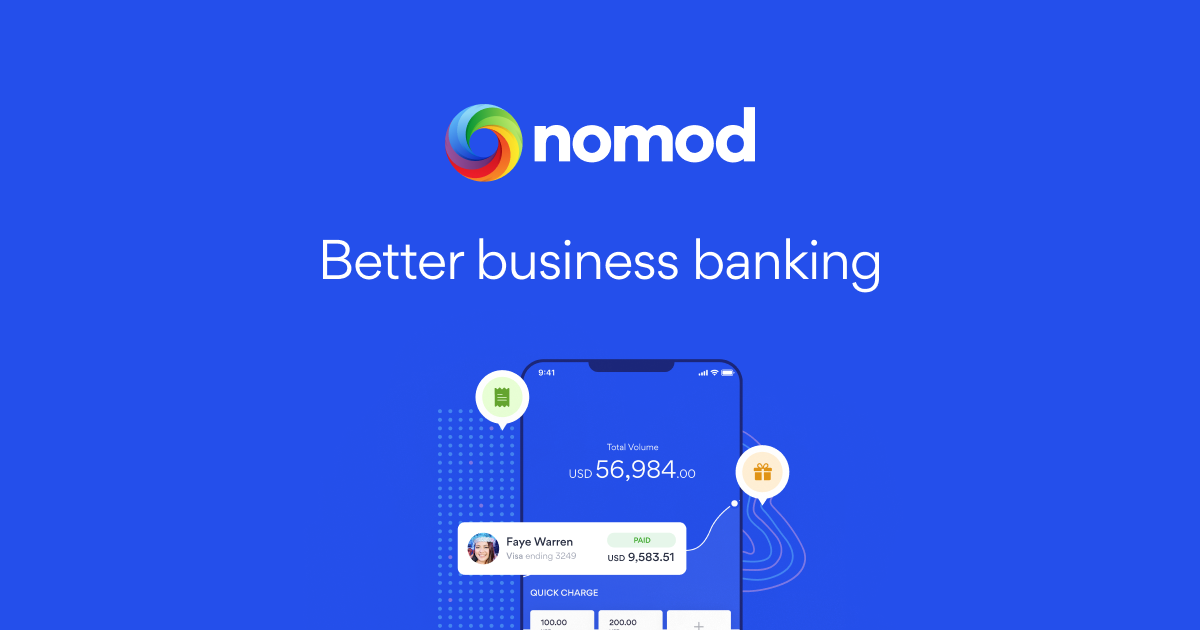 nomod
Better business banking
9:41
Total Volume
USD 56,984.00
Faye Warren
Visa ending 3249
PAID
USD 9,583.51
QUICK CHARGE
100.00
200.00
+